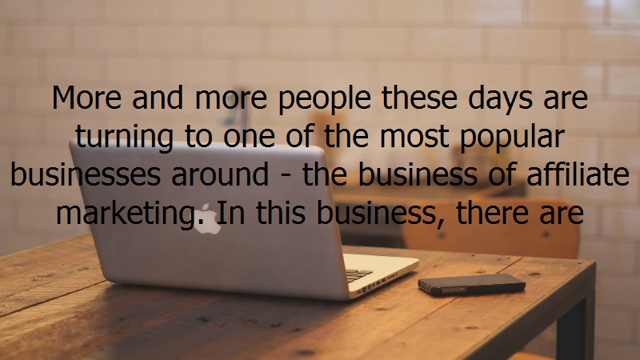 More and more people these days are
turning to one of the most popular
businesses around - the business of affiliate
marketing. In this business, there are